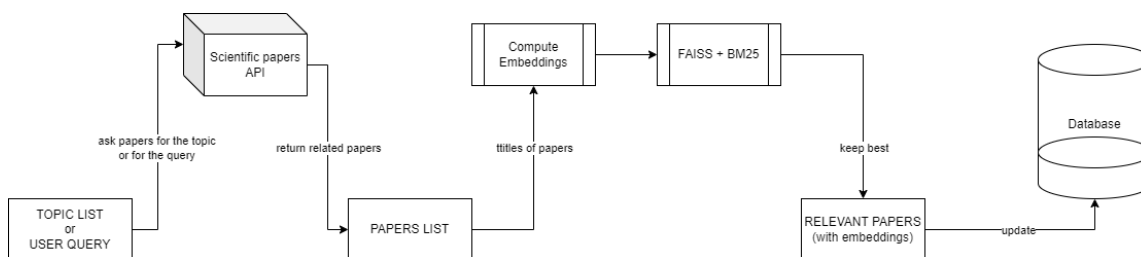 Scientific papers
API
Compute
Embeddings
FAISS + BM25
Database
ask papers for the topic
or for the query
return related papers
ttitles of papers
keep best
TOPIC LIST
or
USER QUERY
PAPERS LIST
RELEVANT PAPERS
(with embeddings)
update